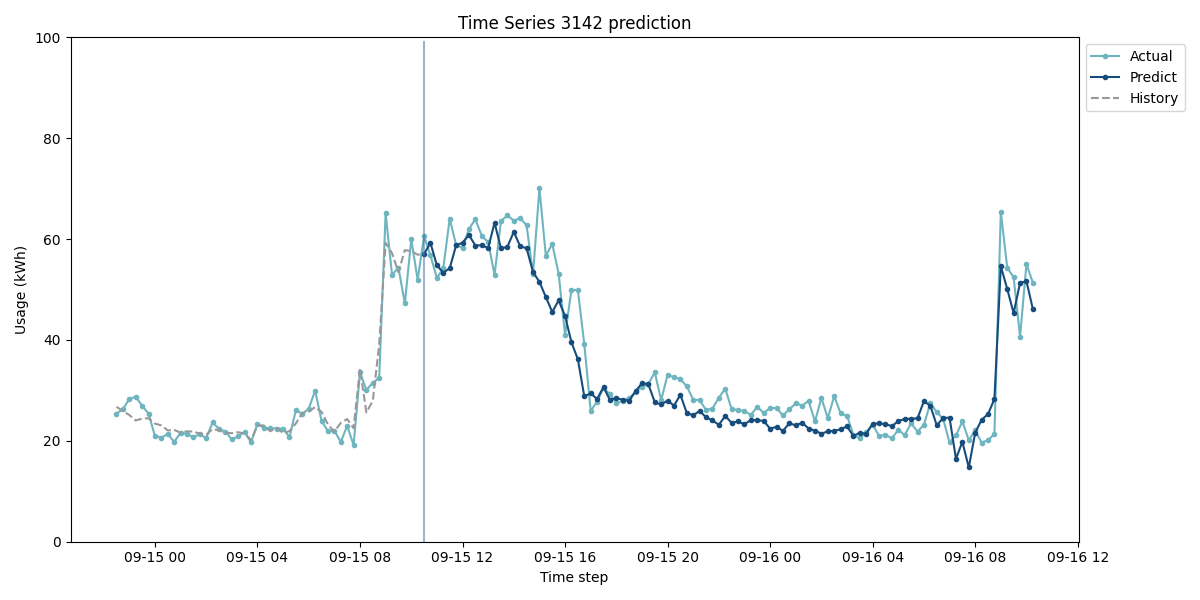 Time Series 3142 prediction
100
80
60
40
20
0
Usage (kWh)
09-15 00
09-15 04
09-15 08
09-15 12
09-15 16
09-15 20
09-16 00
09-16 04
09-16 08
09-16 12
Time step
Actual
Predict
History